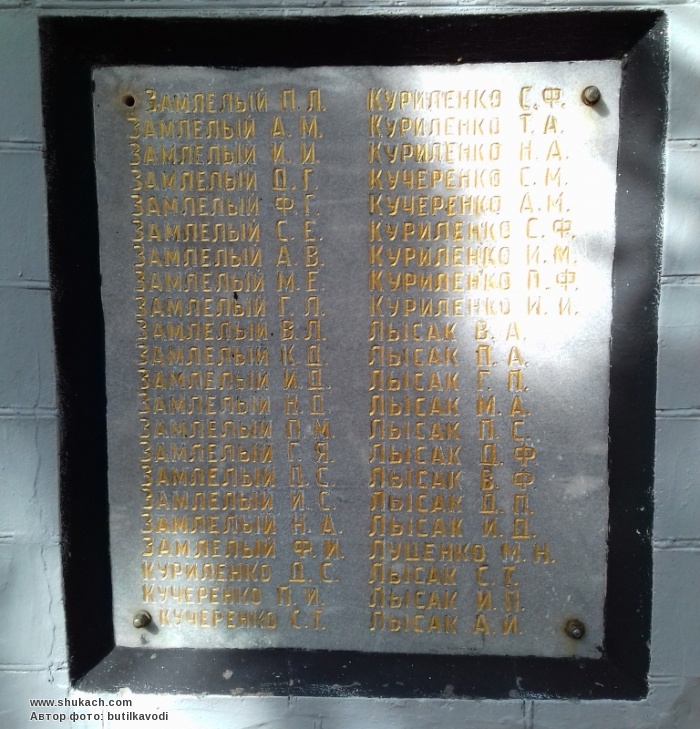 ЗАМЛЕЛЫЙ П. Л.
ЗАМЛЕЛЫЙ А. М.
ЗАМЛЕЛЫЙ И. И.
ЗАМЛЕЛЫЙ Д. Г.
ЗАМЛЕЛЫЙ Ф. Г.
ЗАМЛЕЛЫЙ С. Е.
ЗАМЛЕЛЫЙ А. В.
ЗАМЛЕЛЫЙ М. Е.
ЗАМЛЕЛЫЙ Г. Л.
ЗАМЛЕЛЫЙ В. Л.
ЗАМЛЕЛЫЙ К. Д.
ЗАМЛЕЛЫЙ И. Д.
ЗАМЛЕЛЫЙ Н. Д.
ЗАМЛЕЛЫЙ П. М.
ЗАМЛЕЛЫЙ Г. Я.
ЗАМЛЕЛЫЙ Д. С.
ЗАМЛЕЛЫЙ И. С.
ЗАМЛЕЛЫЙ Н. А.
ЗАМЛЕЛЫЙ Ф. И.
КУРИЛЕНКО Д. С.
КУЧЕРЕНКО П. И.
КУЧЕРЕНКО С. Т.
КУРИЛЕНКО С. Ф.
КУРИЛЕНКО Т. А.
КУРИЛЕНКО Н. А.
КУЧЕРЕНКО С. М.
КУЧЕРЕНКО А. М.
КУРИЛЕНКО С. Ф.
КУРИЛЕНКО И. М.
КУРИЛЕНКО П. Ф.
КУРИЛЕНКО И. И.
ЛЫСАК В. А.
ЛЫСАК П. А.
ЛЫСАК Г. П.
ЛЫСАК М. А.
ЛЫСАК П. С.
ЛЫСАК Д. Ф.
ЛЫСАК В. Ф.
ЛЫСАК Д. П.
ЛЫСАК И. Д.
ЛУЦЕНКО М. Н.
ЛЫСАК С. Г.
ЛЫСАК И. П.
ЛЫСАК А. И.
www.shukach.com
Автор фото: butilkavodi